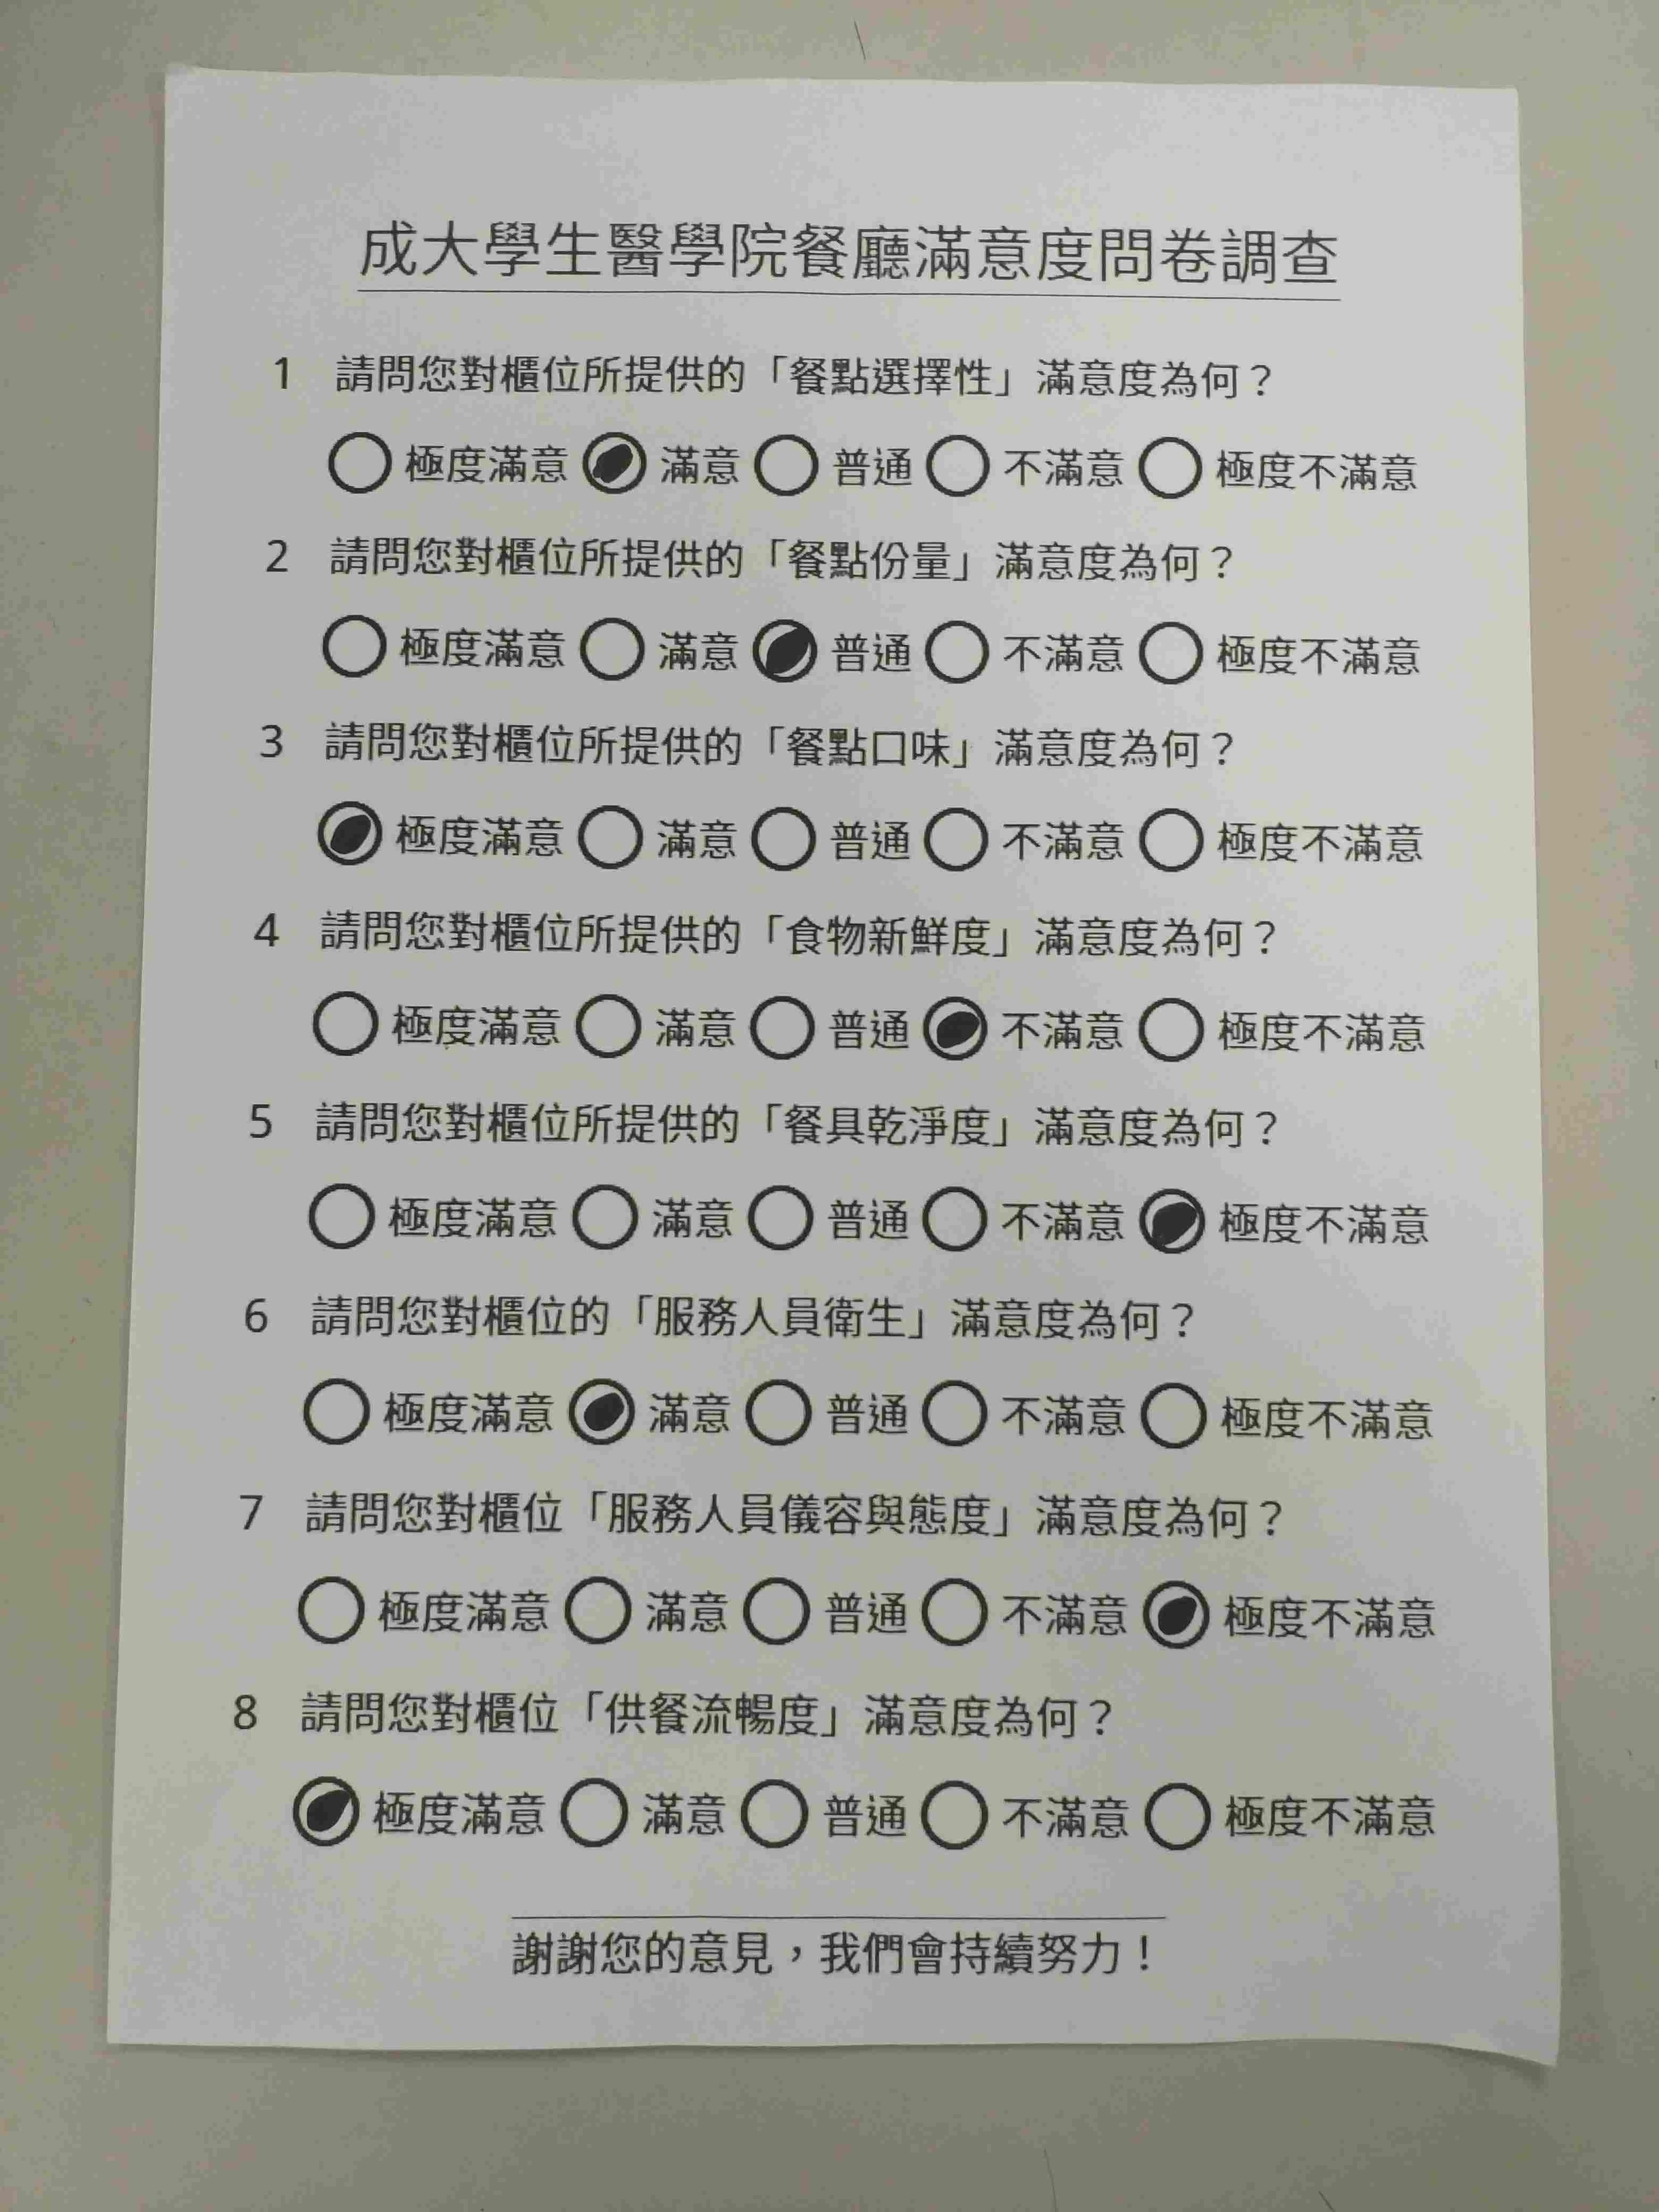 成大學生醫學院餐廳滿意度問卷調查
1 請問您對櫃位所提供的「餐點選擇性」滿意度為何？
極度滿意 滿意 普通 不滿意 極度不滿意
2 請問您對櫃位所提供的「餐點份量」滿意度為何？
極度滿意 滿意 普通 不滿意 極度不滿意
3 請問您對櫃位所提供的「餐點口味」滿意度為何？
極度滿意 滿意 普通 不滿意 極度不滿意
4 請問您對櫃位所提供的「食物新鮮度」滿意度為何？
極度滿意 滿意 普通 不滿意 極度不滿意
5 請問您對櫃位所提供的「餐具乾淨度」滿意度為何？
極度滿意 滿意 普通 不滿意 極度不滿意
6 請問您對櫃位的「服務人員衛生」滿意度為何？
極度滿意 滿意 普通 不滿意 極度不滿意
7 請問您對櫃位「服務人員儀容與態度」滿意度為何？
極度滿意 滿意 普通 不滿意 極度不滿意
8 請問您對櫃位「供餐流暢度」滿意度為何？
極度滿意 滿意 普通 不滿意 極度不滿意
謝謝您的意見，我們會持續努力！